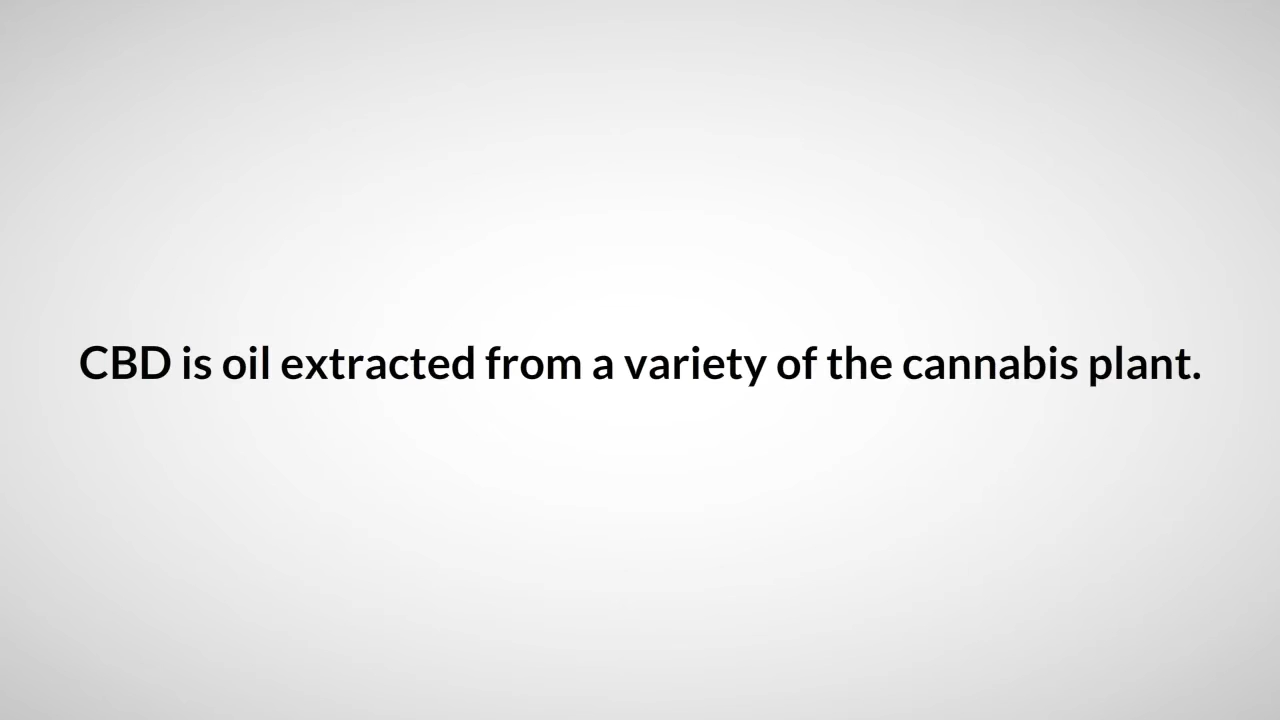 CBD is oil extracted from a variety of the cannabis plant.